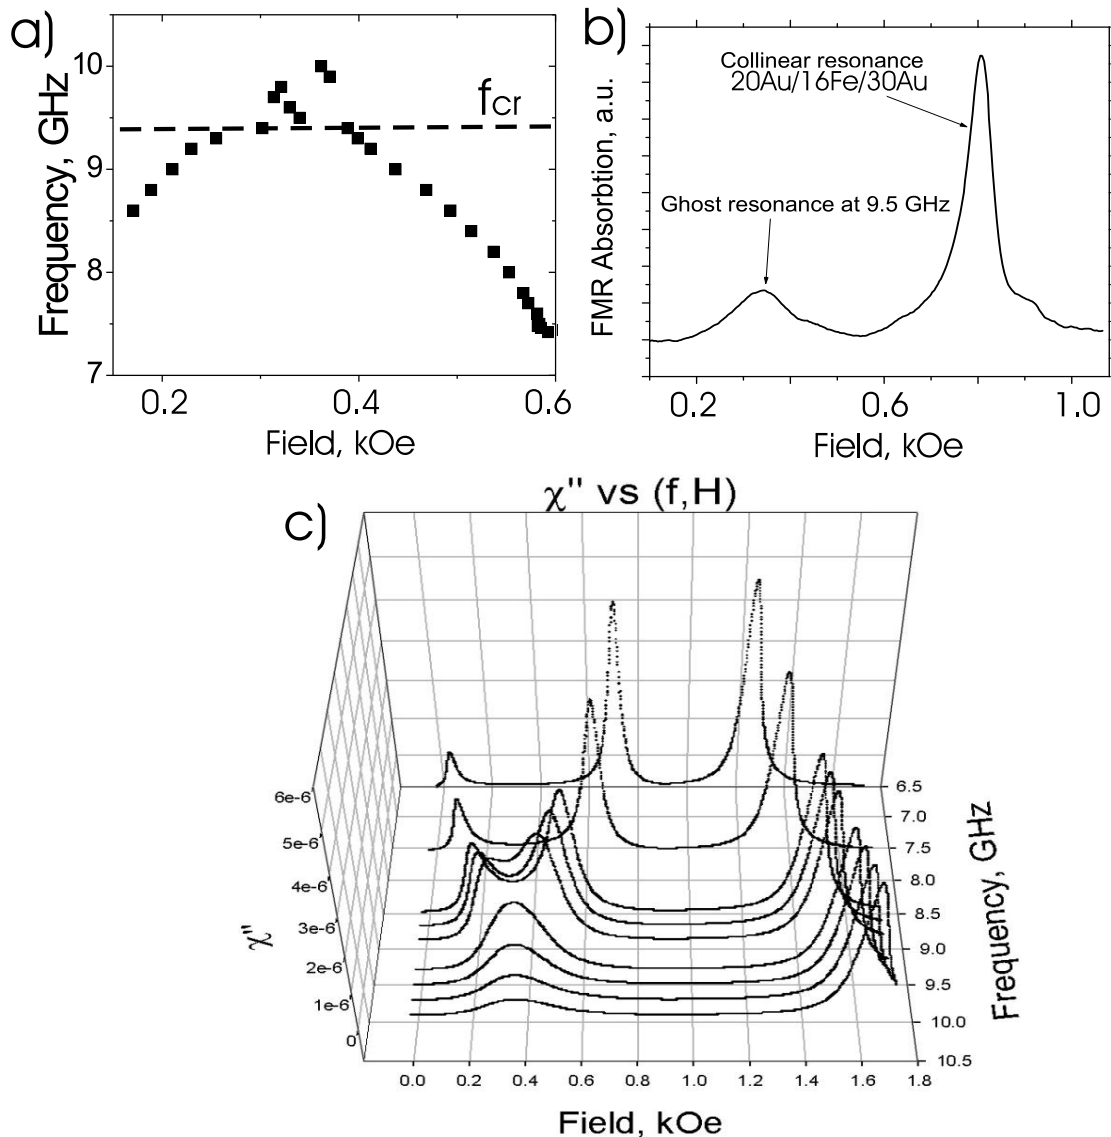 a)
Frequency, GHz
10
9
8
7
fcr
0.2
0.4
0.6
Field, kOe
b)
FMR Absorbtion, a.u.
Collinear resonance
20Au/16Fe/30Au
Ghost resonance at 9.5 GHz
0.2
0.6
1.0
Field, kOe
c)
χ" vs (f,H)
6e-6
5e-6
4e-6
3e-6
2e-6
1e-6
0
χ"
6.5
7.0
7.5
8.0
8.5
9.0
9.5
10.0
10.5
Frequency, GHz
0.0 0.2 0.4 0.6 0.8 1.0 1.2 1.4 1.6 1.8
Field, kOe